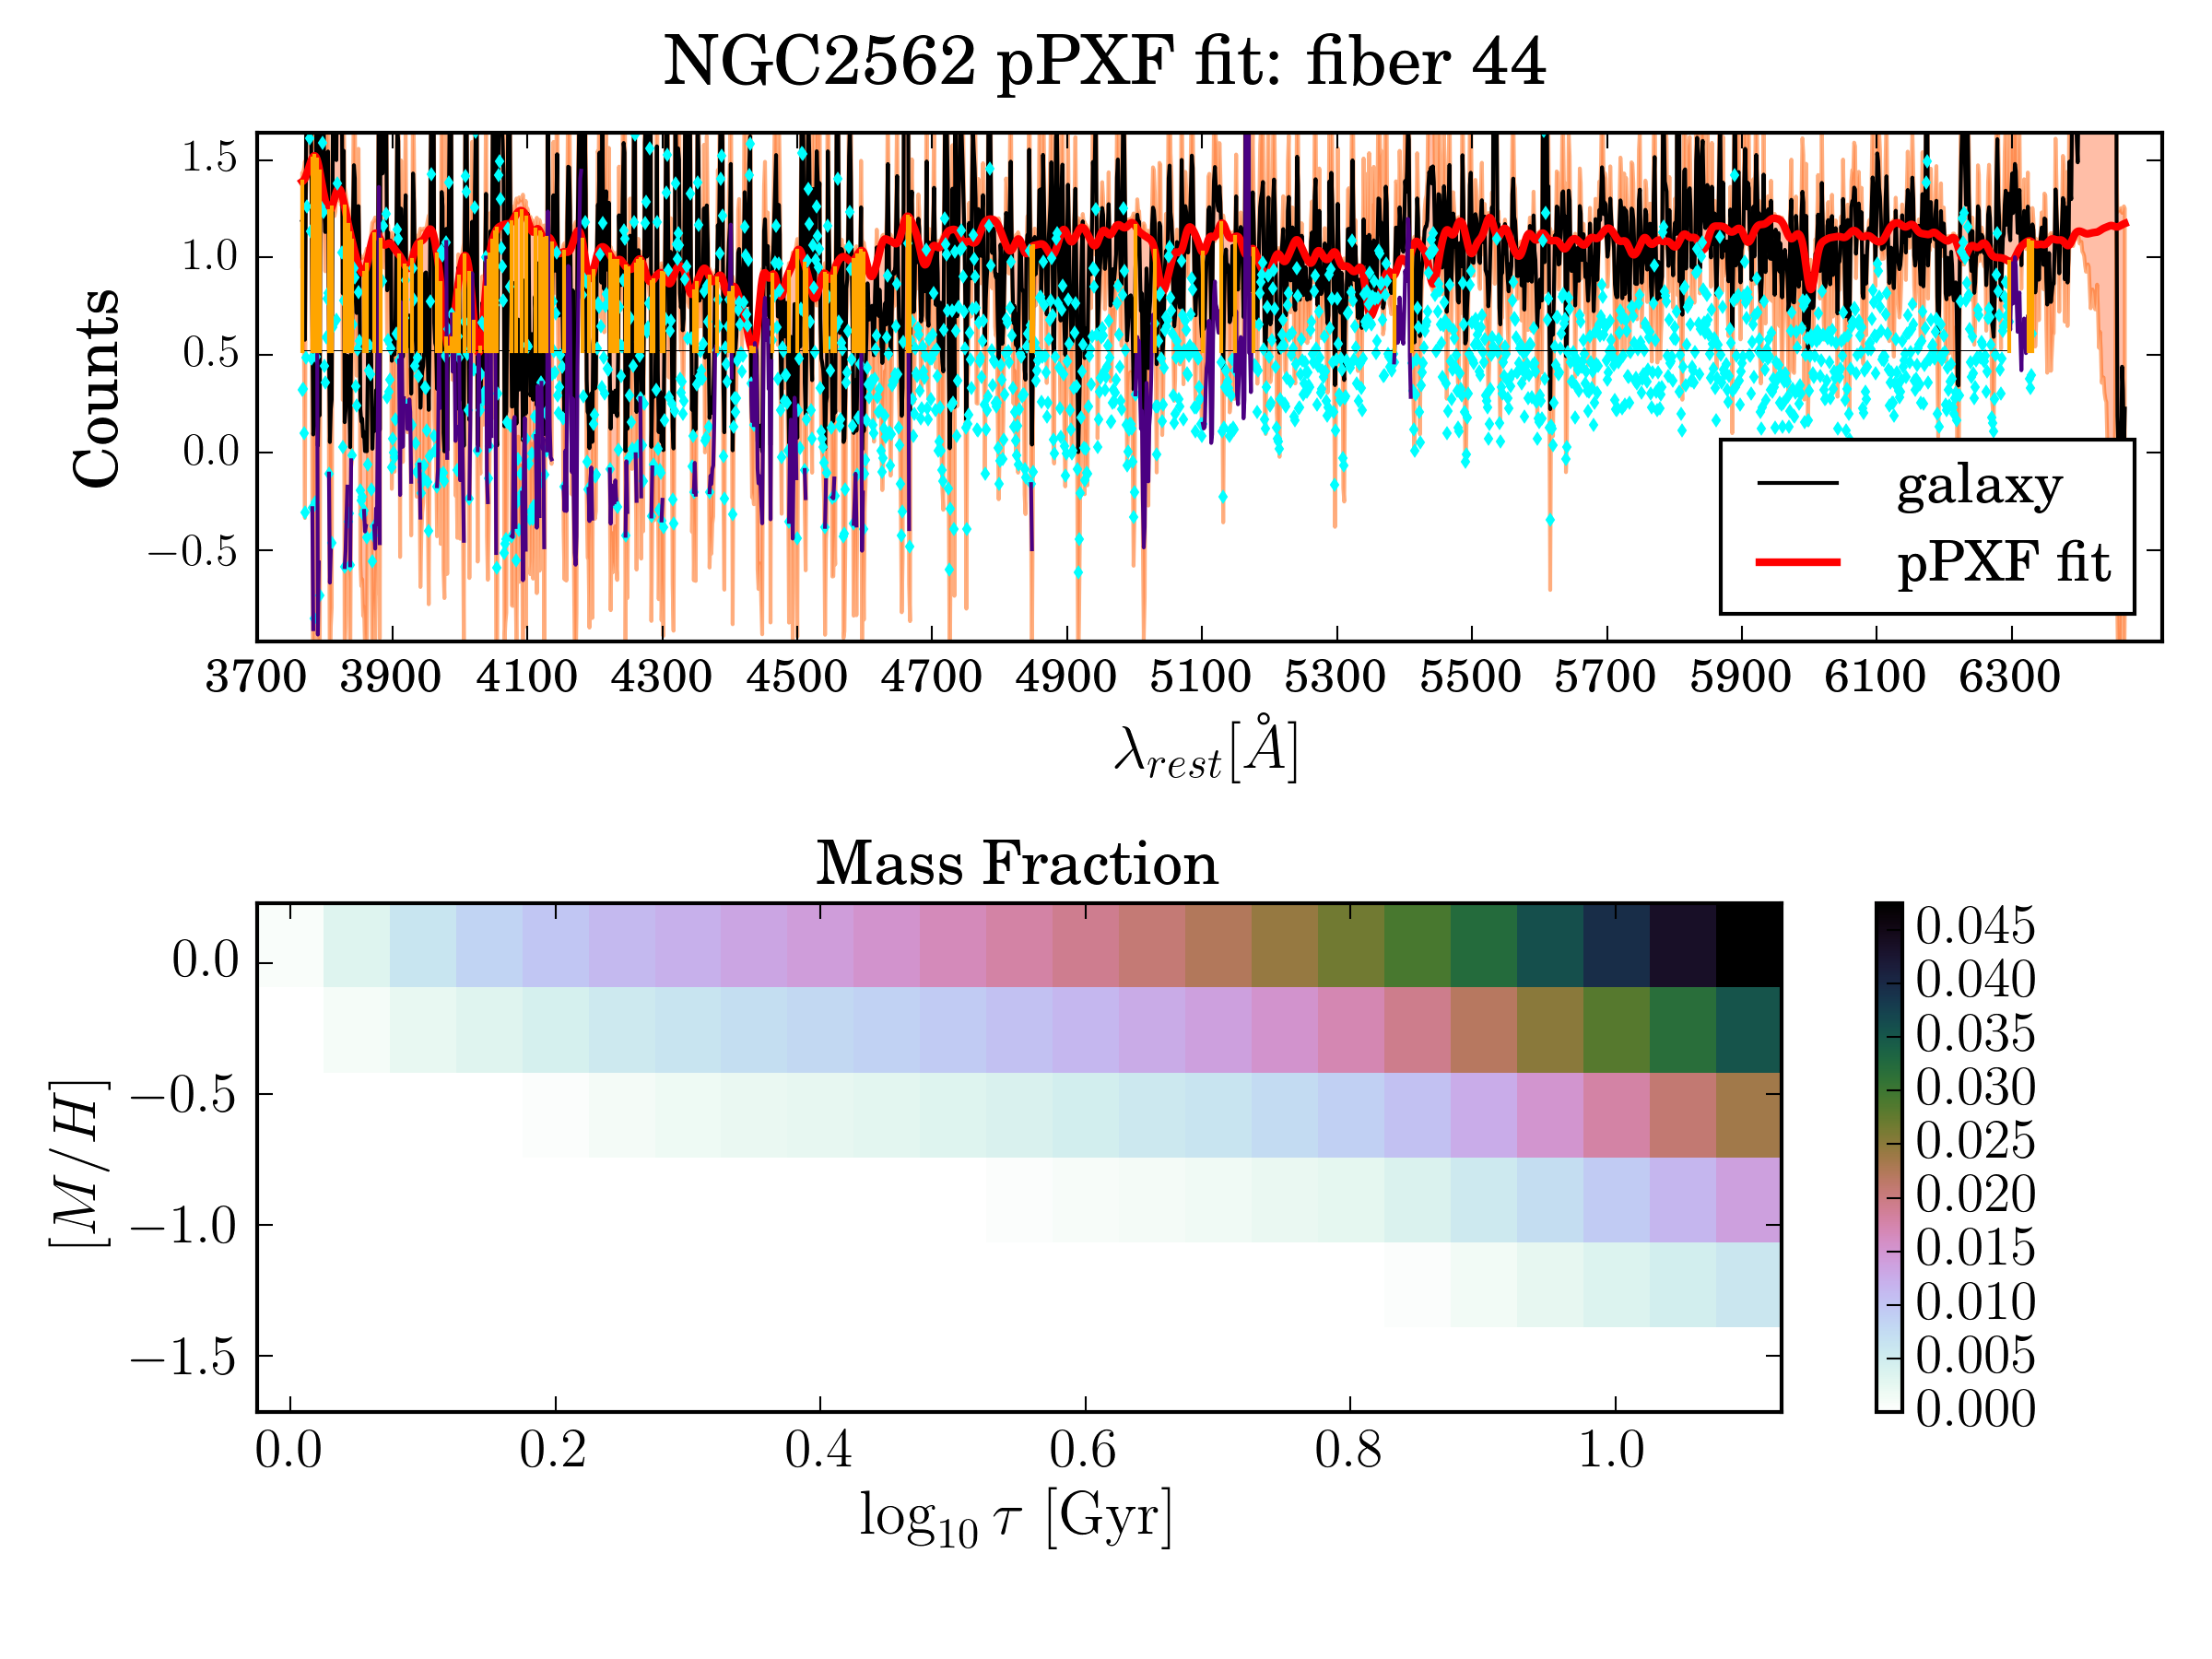 NGC2562 pPXF fit: fiber 44
1.5
1.0
0.5
0.0
−0.5
Counts
galaxy
pPXF fit
3700 3900 4100 4300 4500 4700 4900 5100 5300 5500 5700 5900 6100 6300
λrest[Å]
Mass Fraction
0.0
−0.5
−1.0
−1.5
[M/H]
0.045
0.040
0.035
0.030
0.025
0.020
0.015
0.010
0.005
0.000
0.0 0.2 0.4 0.6 0.8 1.0
log10 τ [Gyr]